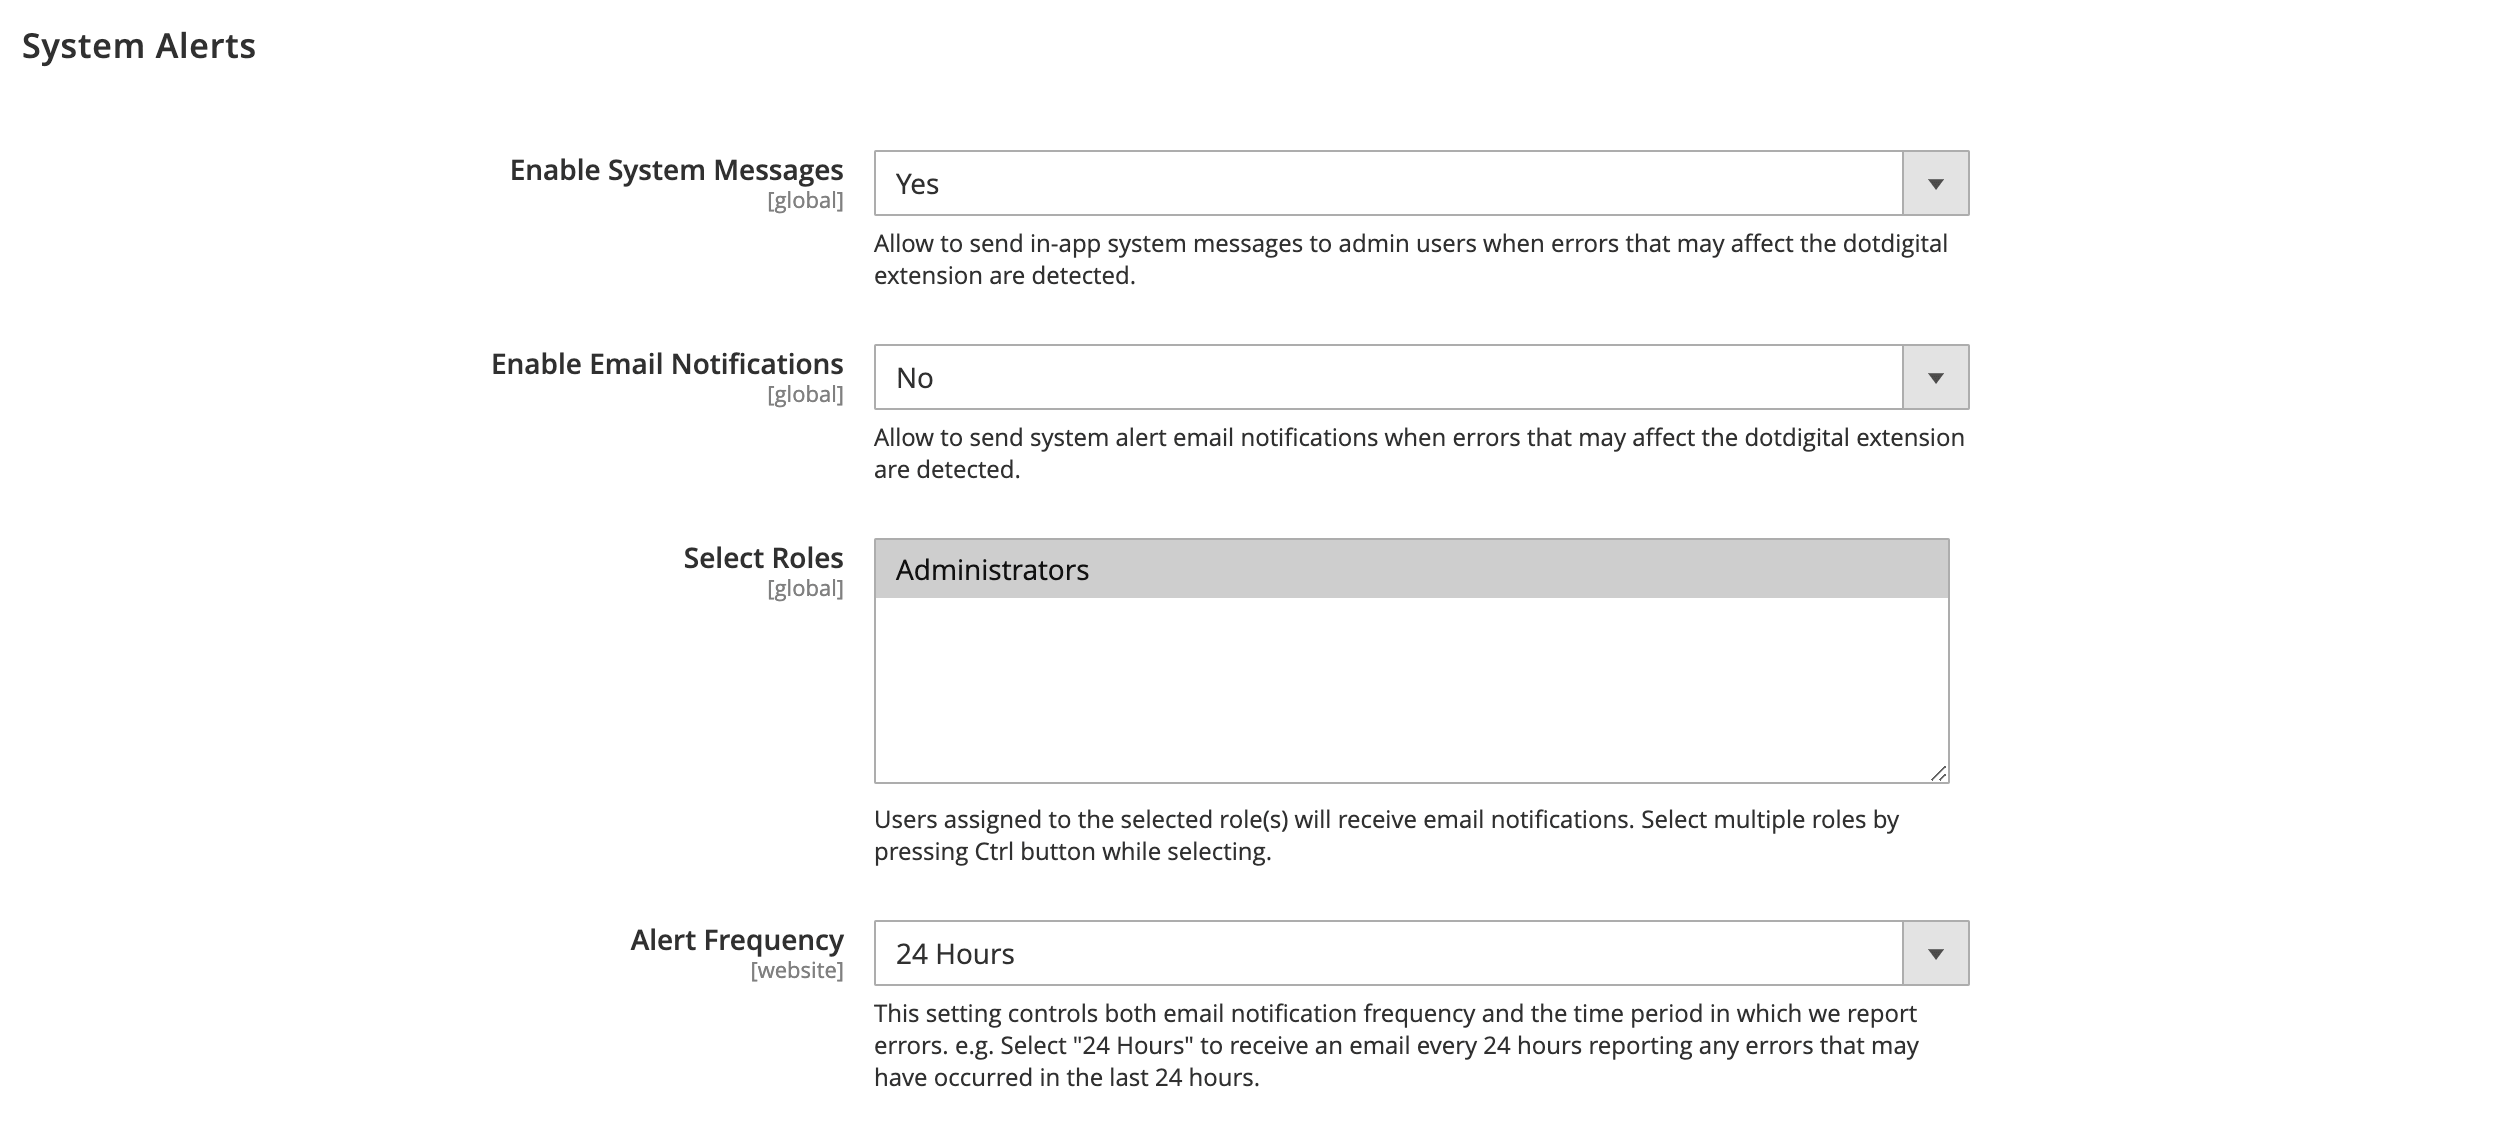 System Alerts
Enable System Messages
[global]
Yes
Allow to send in-app system messages to admin users when errors that may affect the dotdigital
extension are detected.
Enable Email Notifications
[global]
No
Allow to send system alert email notifications when errors that may affect the dotdigital extension
are detected.
Select Roles
[global]
Administrators
Users assigned to the selected role(s) will receive email notifications. Select multiple roles by
pressing Ctrl button while selecting.
Alert Frequency
[website]
24 Hours
This setting controls both email notification frequency and the time period in which we report
errors. e.g. Select "24 Hours" to receive an email every 24 hours reporting any errors that may
have occurred in the last 24 hours.